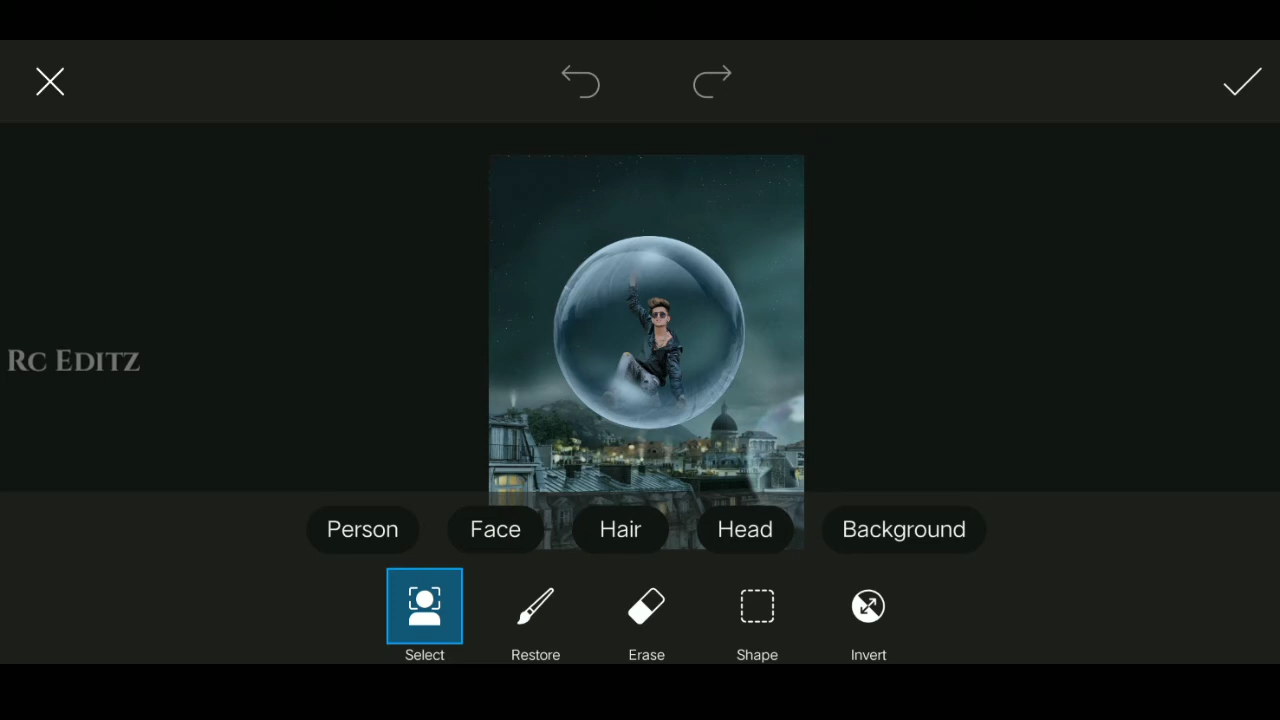 RC EDITZ
Person
Face
Hair
Head
Background
Select
Restore
Erase
Shape
Invert